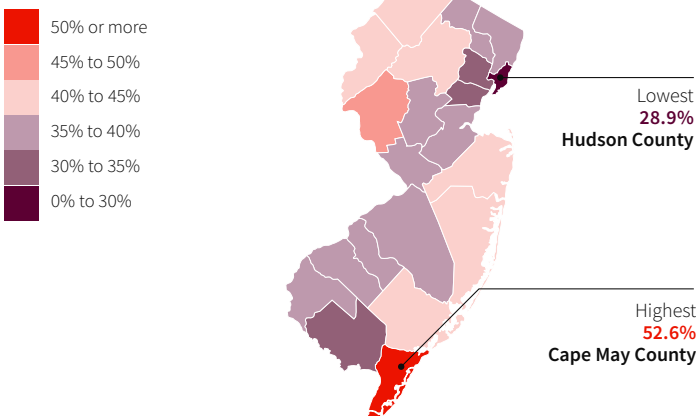 50% or more
45% to 50%
40% to 45%
35% to 40%
30% to 35%
0% to 30%
Lowest
28.9%
Hudson County
Highest
52.6%
Cape May County